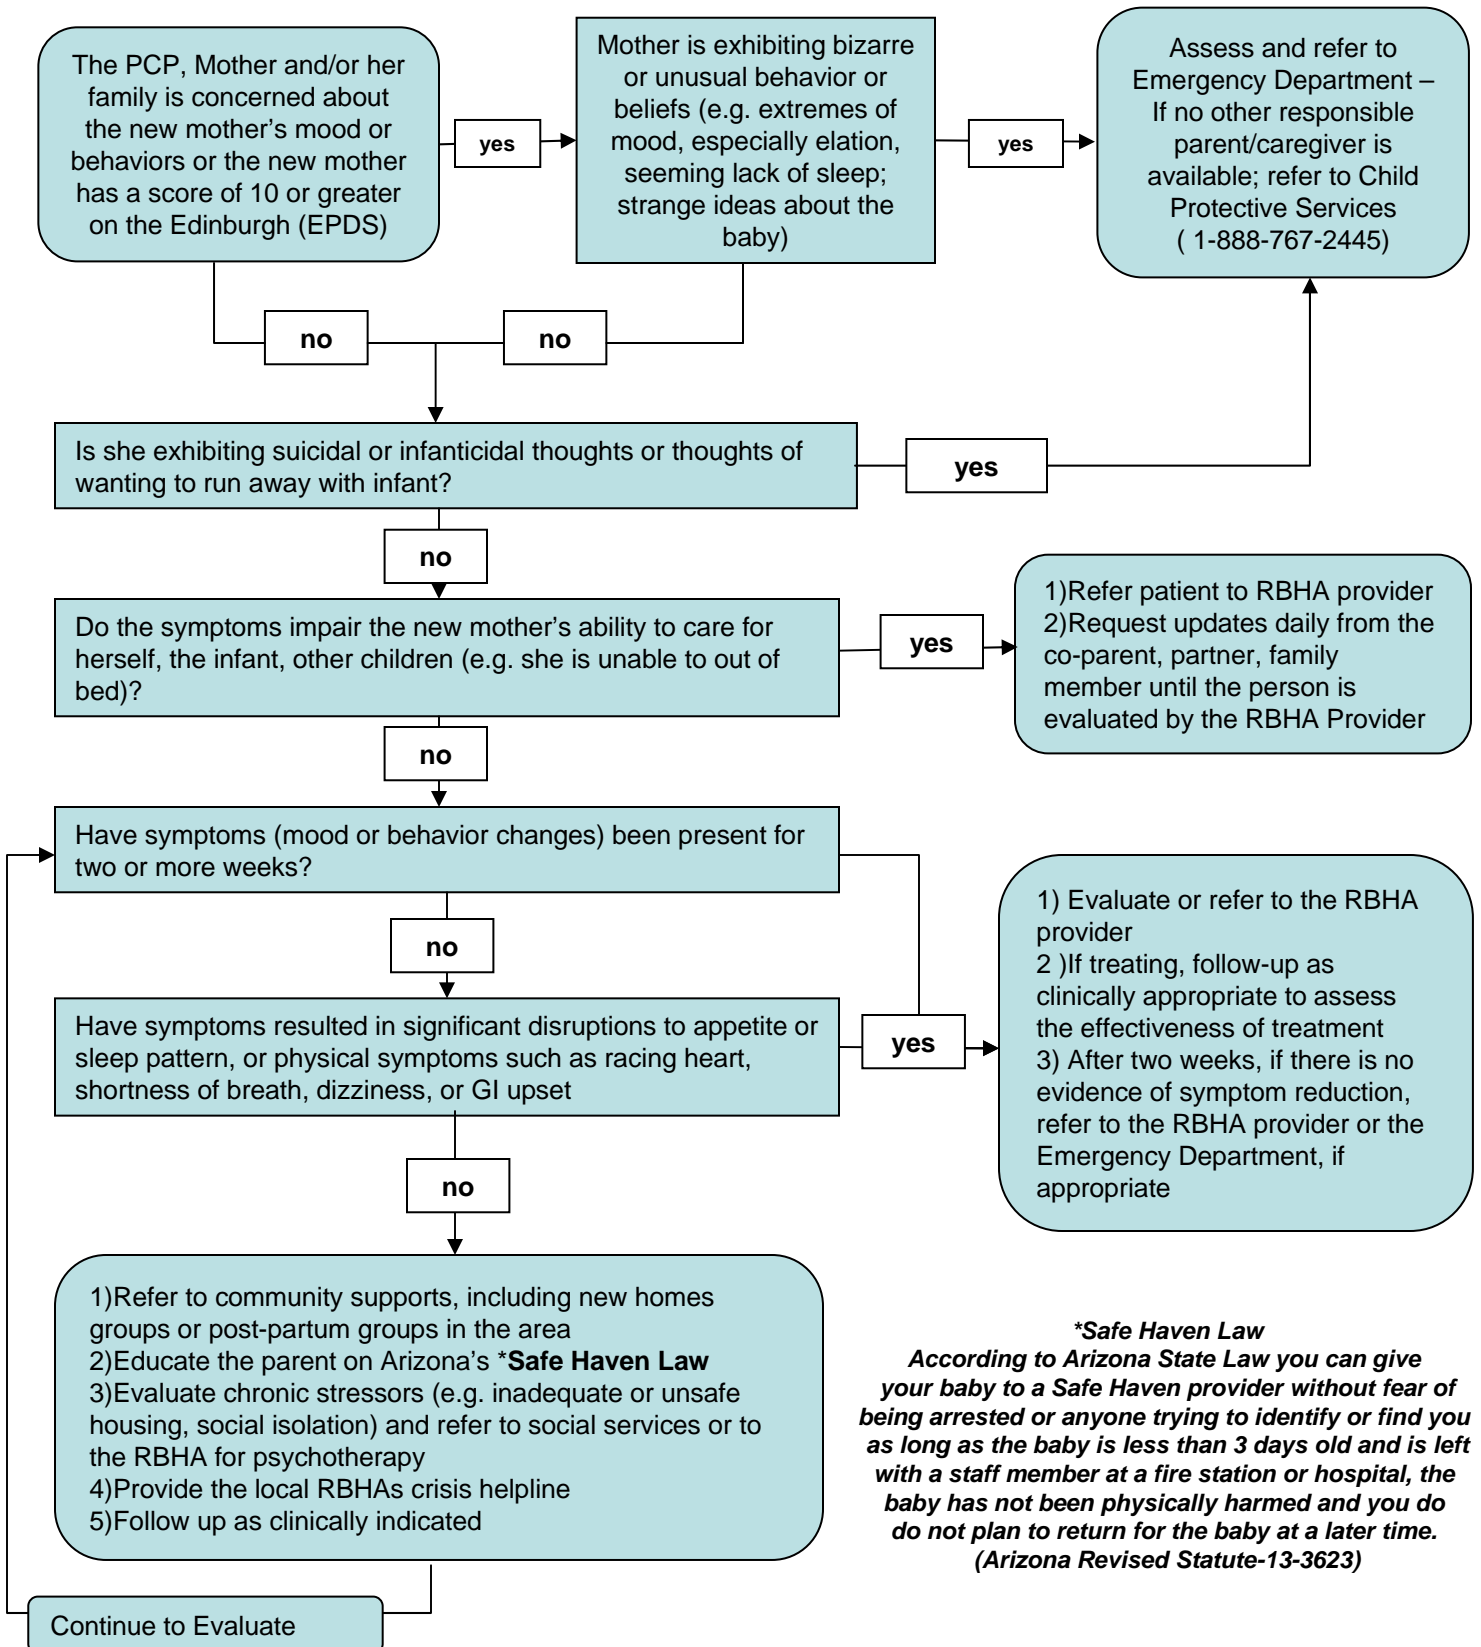 The PCP, Mother and/or her
family is concerned about
the new mother's mood or
behaviors or the new mother
has a score of 10 or greater
on the Edinburgh (EPDS)
yes
Mother is exhibiting bizarre
or unusual behavior or
beliefs (e.g. extremes of
mood, especially elation,
seeming lack of sleep;
strange ideas about the
baby)
yes
Assess and refer to
Emergency Department –
If no other responsible
parent/caregiver is
available; refer to Child
Protective Services
( 1-888-767-2445)
no
no
Is she exhibiting suicidal or infanticidal thoughts or thoughts of
wanting to run away with infant?
yes
no
Do the symptoms impair the new mother's ability to care for
herself, the infant, other children (e.g. she is unable to out of
bed)?
yes
1)Refer patient to RBHA provider
2)Request updates daily from the
co-parent, partner, family
member until the person is
evaluated by the RBHA Provider
no
Have symptoms (mood or behavior changes) been present for
two or more weeks?
no
Have symptoms resulted in significant disruptions to appetite or
sleep pattern, or physical symptoms such as racing heart,
shortness of breath, dizziness, or GI upset
yes
1) Evaluate or refer to the RBHA
provider
2 )If treating, follow-up as
clinically appropriate to assess
the effectiveness of treatment
3) After two weeks, if there is no
evidence of symptom reduction,
refer to the RBHA provider or the
Emergency Department, if
appropriate
no
1)Refer to community supports, including new homes
groups or post-partum groups in the area
2)Educate the parent on Arizona's *Safe Haven Law
3)Evaluate chronic stressors (e.g. inadequate or unsafe
housing, social isolation) and refer to social services or to
the RBHA for psychotherapy
4)Provide the local RBHAs crisis helpline
5)Follow up as clinically indicated
*Safe Haven Law
According to Arizona State Law you can give
your baby to a Safe Haven provider without fear of
being arrested or anyone trying to identify or find you
as long as the baby is less than 3 days old and is left
with a staff member at a fire station or hospital, the
baby has not been physically harmed and you do
do not plan to return for the baby at a later time.
(Arizona Revised Statute-13-3623)
Continue to Evaluate